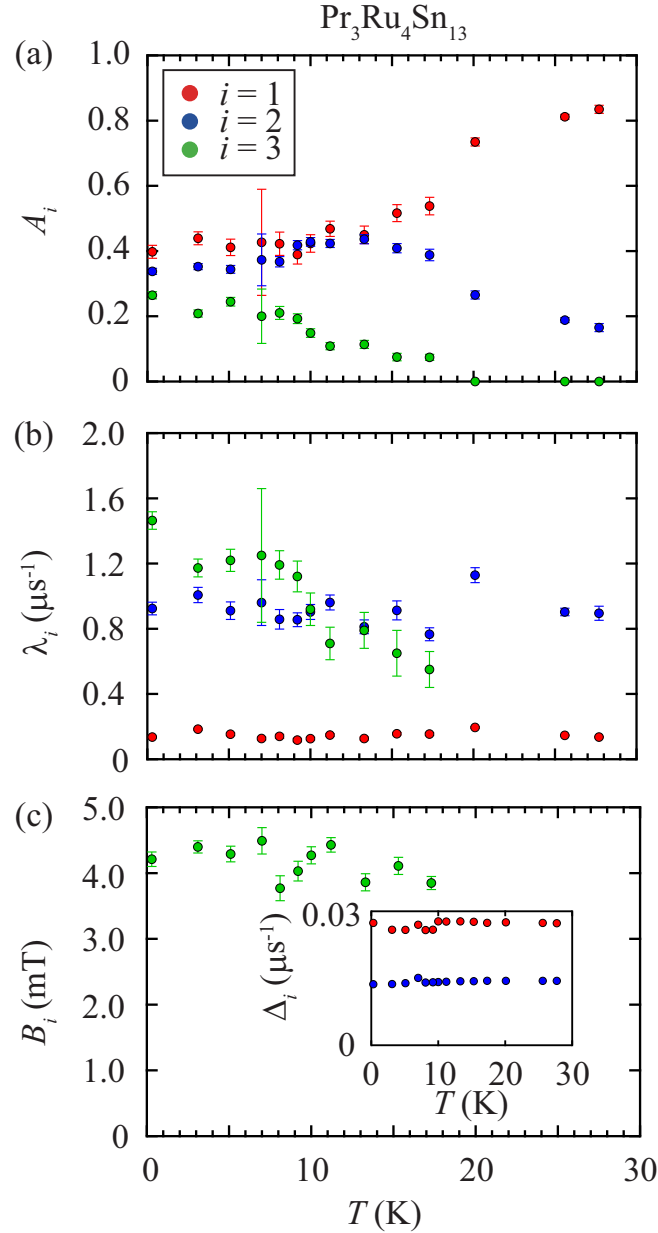 Pr₃Ru₄Sn₁₃
(a)
1.0
0.8
0.6
0.4
0.2
0
Aᵢ
i = 1
i = 2
i = 3
(b)
2.0
1.6
1.2
0.8
0.4
0
λᵢ (μs⁻¹)
(c)
5.0
4.0
3.0
2.0
1.0
0
Bᵢ (mT)
0.03
0
Δᵢ (μs⁻¹)
0 10 20 30
T (K)
0 10 20 30
T (K)